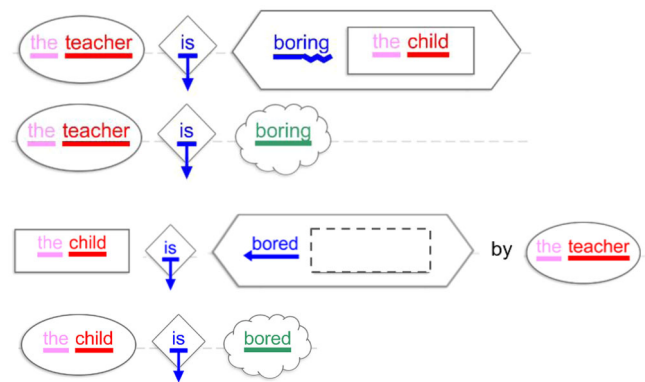 the teacher is boring the child
the teacher is boring
the child is bored by the teacher
the child is bored